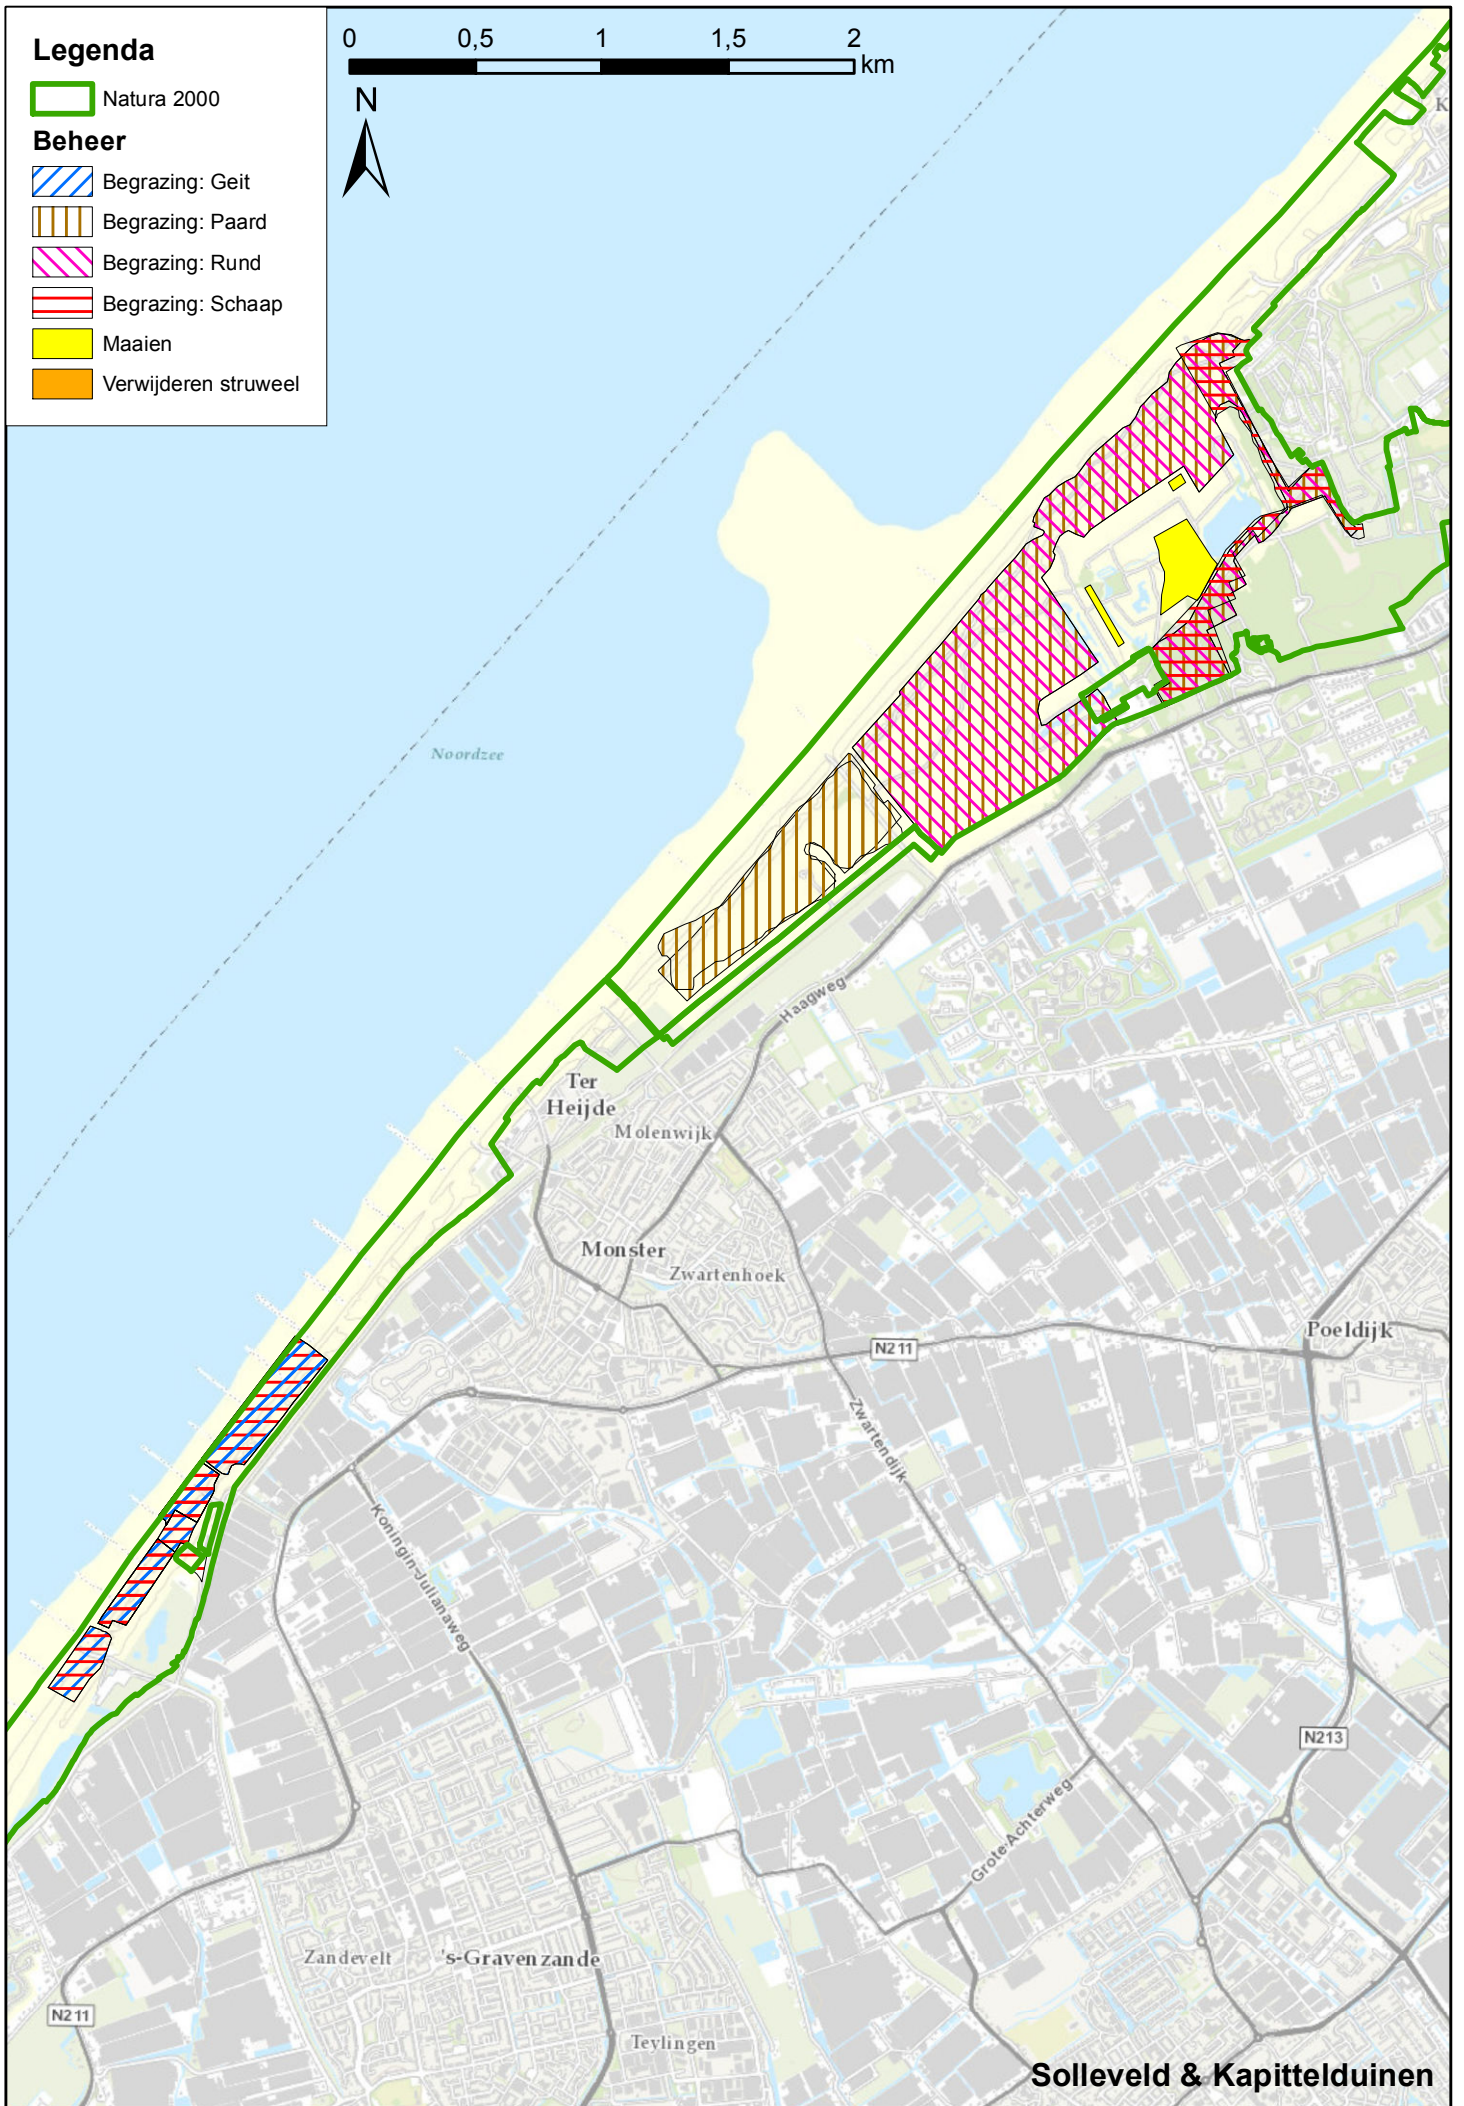 Legenda
Natura 2000
Beheer
Begrazing: Geit
Begrazing: Paard
Begrazing: Rund
Begrazing: Schaap
Maaien
Verwijderen struweel
0 0,5 1 1,5 2
km
N
K
Noordzee
Haagweg
Ter
Heijde
Molenwijk
Monster
Zwartenhoek
N211
Poeldijk
Zwartendijk
Koningin-Julianaweg
N213
Grote-Achterweg
Zandevelt
's-Gravenzande
N211
Teylingen
Solleveld & Kapittelduinen